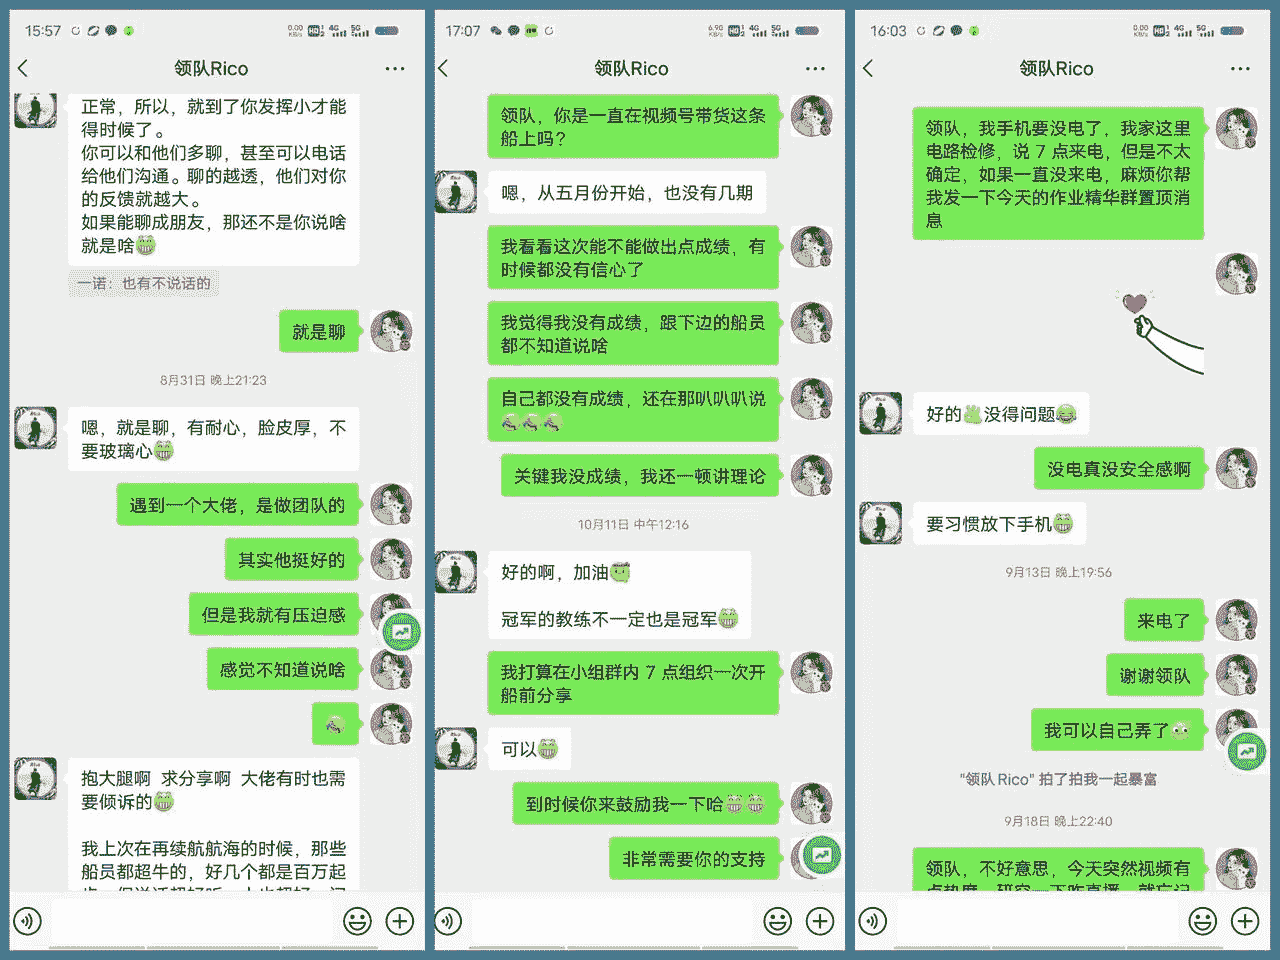 15:57
0.00 KB/s HD 4G 5G
领队Rico
正常，所以，就到了你发挥小才能
得时候了。
你可以和他们多聊，甚至可以电话
给他们沟通。聊的越透，他们对你
的反馈就越大。
如果能聊成朋友，那还不是你说啥
就是啥
一诺：也有不说话的
就是聊
8月31日 晚上21:23
嗯，就是聊，有耐心，脸皮厚，不
要玻璃心
遇到一个大佬，是做团队的
其实他挺好的
但是我就有压迫感
感觉不知道说啥
抱大腿啊 求分享啊 大佬有时也需
要倾诉的
我上次在再续航航海的时候，那些
船员都超牛的，好几个都是百万起
17:07
6.90 KB/s HD 4G 5G
领队Rico
领队，你是一直在视频号带货这条
船上吗？
嗯，从五月份开始，也没有几期
我看看这次能不能做出点成绩，有
时候都没有信心了
我觉得我没有成绩，跟下边的船员
都不知道说啥
自己都没有成绩，还在那叭叭叭说
关键我没成绩，我还一顿讲理论
10月11日 中午12:16
好的啊，加油
冠军的教练不一定也是冠军
我打算在小组群内 7 点组织一次开
船前分享
可以
到时候你来鼓励我一下哈
非常需要你的支持
16:03
0.00 KB/s HD 4G 5G
领队Rico
领队，我手机要没电了，我家这里
电路检修，说 7 点来电，但是不太
确定，如果一直没来电，麻烦你帮
我发一下今天的作业精华群置顶消
息
好的没得问题
没电真没安全感啊
要习惯放下手机
9月13日 晚上19:56
来电了
谢谢领队
我可以自己弄了
"领队Rico" 拍了拍我一起暴富
9月18日 晚上22:40
领队，不好意思，今天突然视频有